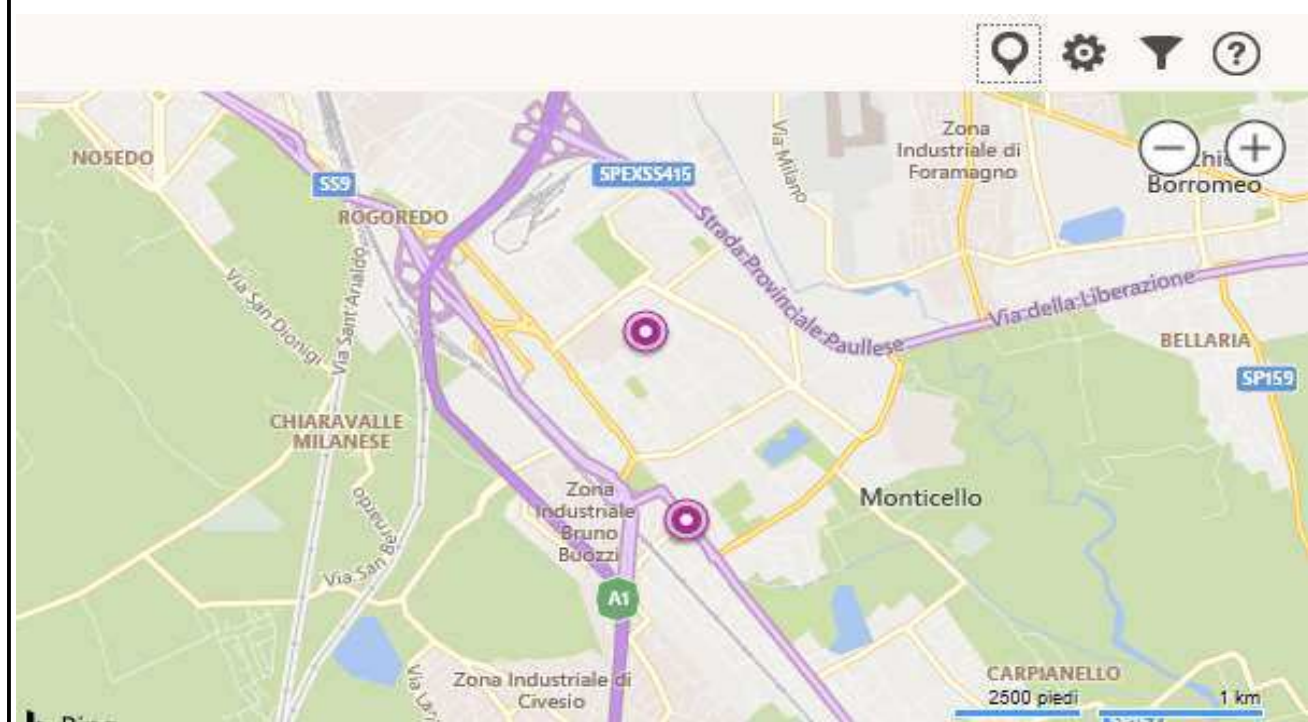 ?
NOSEDO
SS9
ROGOREDO
SPEXSS415
Via Milano
Zona
Industriale di
Foramagno
Borromeo
Strada Provinciale Paullese
Via della Liberazione
BELLARIA
SP159
Via San Dionigi
Via Sant'Arialdo
CHIARAVALLE
MILANESE
Via San Bernardo
Zona
Industriale
Bruno
Buozzi
Monticello
A1
Zona Industriale di
Civesio
CARPIANELLO
2500 piedi
1 km